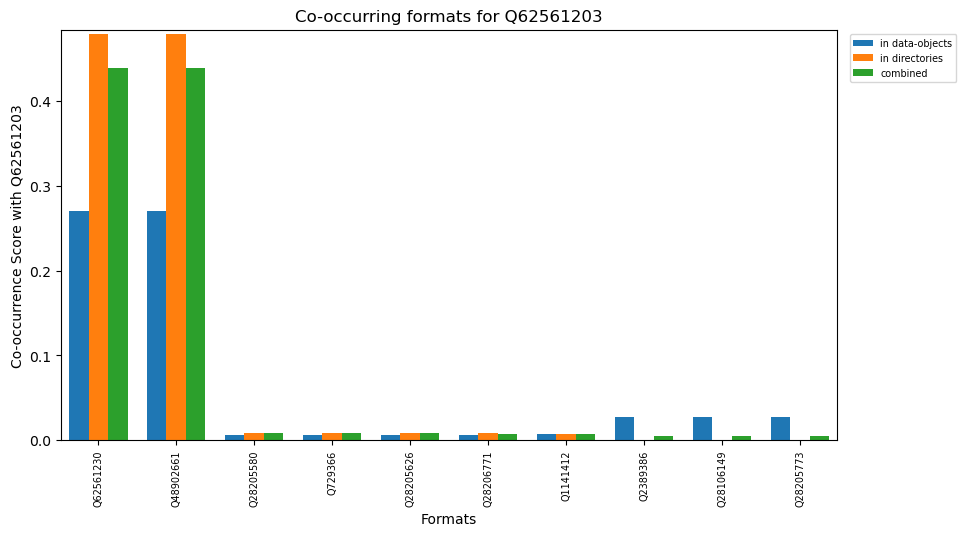 Co-occurring formats for Q62561203
in data-objects
in directories
combined
Co-occurrence Score with Q62561203
0.4
0.3
0.2
0.1
0.0
Q62561230
Q48902661
Q28205580
Q729366
Q28205626
Q28206771
Q1141412
Q2389386
Q28106149
Q28205773
Formats